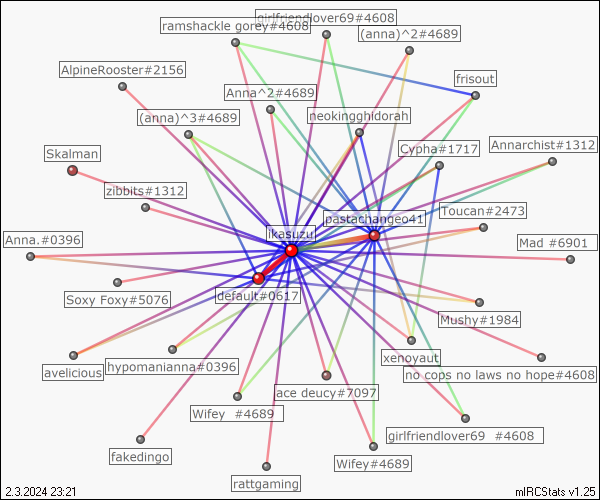 girlfriendlover69#4608
ramshackle gorey#4608
(anna)^2#4689
AlpineRooster#2156
frisout
Anna^2#4689
(anna)^3#4689
neokingghidorah
Cypha#1717
Annarchist#1312
Skalman
zibbits#1312
pastachangeo41
Toucan#2473
ikasuzu
Anna.#0396
Mad #6901
Soxy Foxy#5076
default#0617
Mushy#1984
xenoyaut
avelicious
hypomanianna#0396
no cops no laws no hope#4608
ace deucy#7097
Wifey #4689
girlfriendlover69 #4608
fakedingo
Wifey#4689
rattgaming
2.3.2024 23:21
mIRCStats v1.25